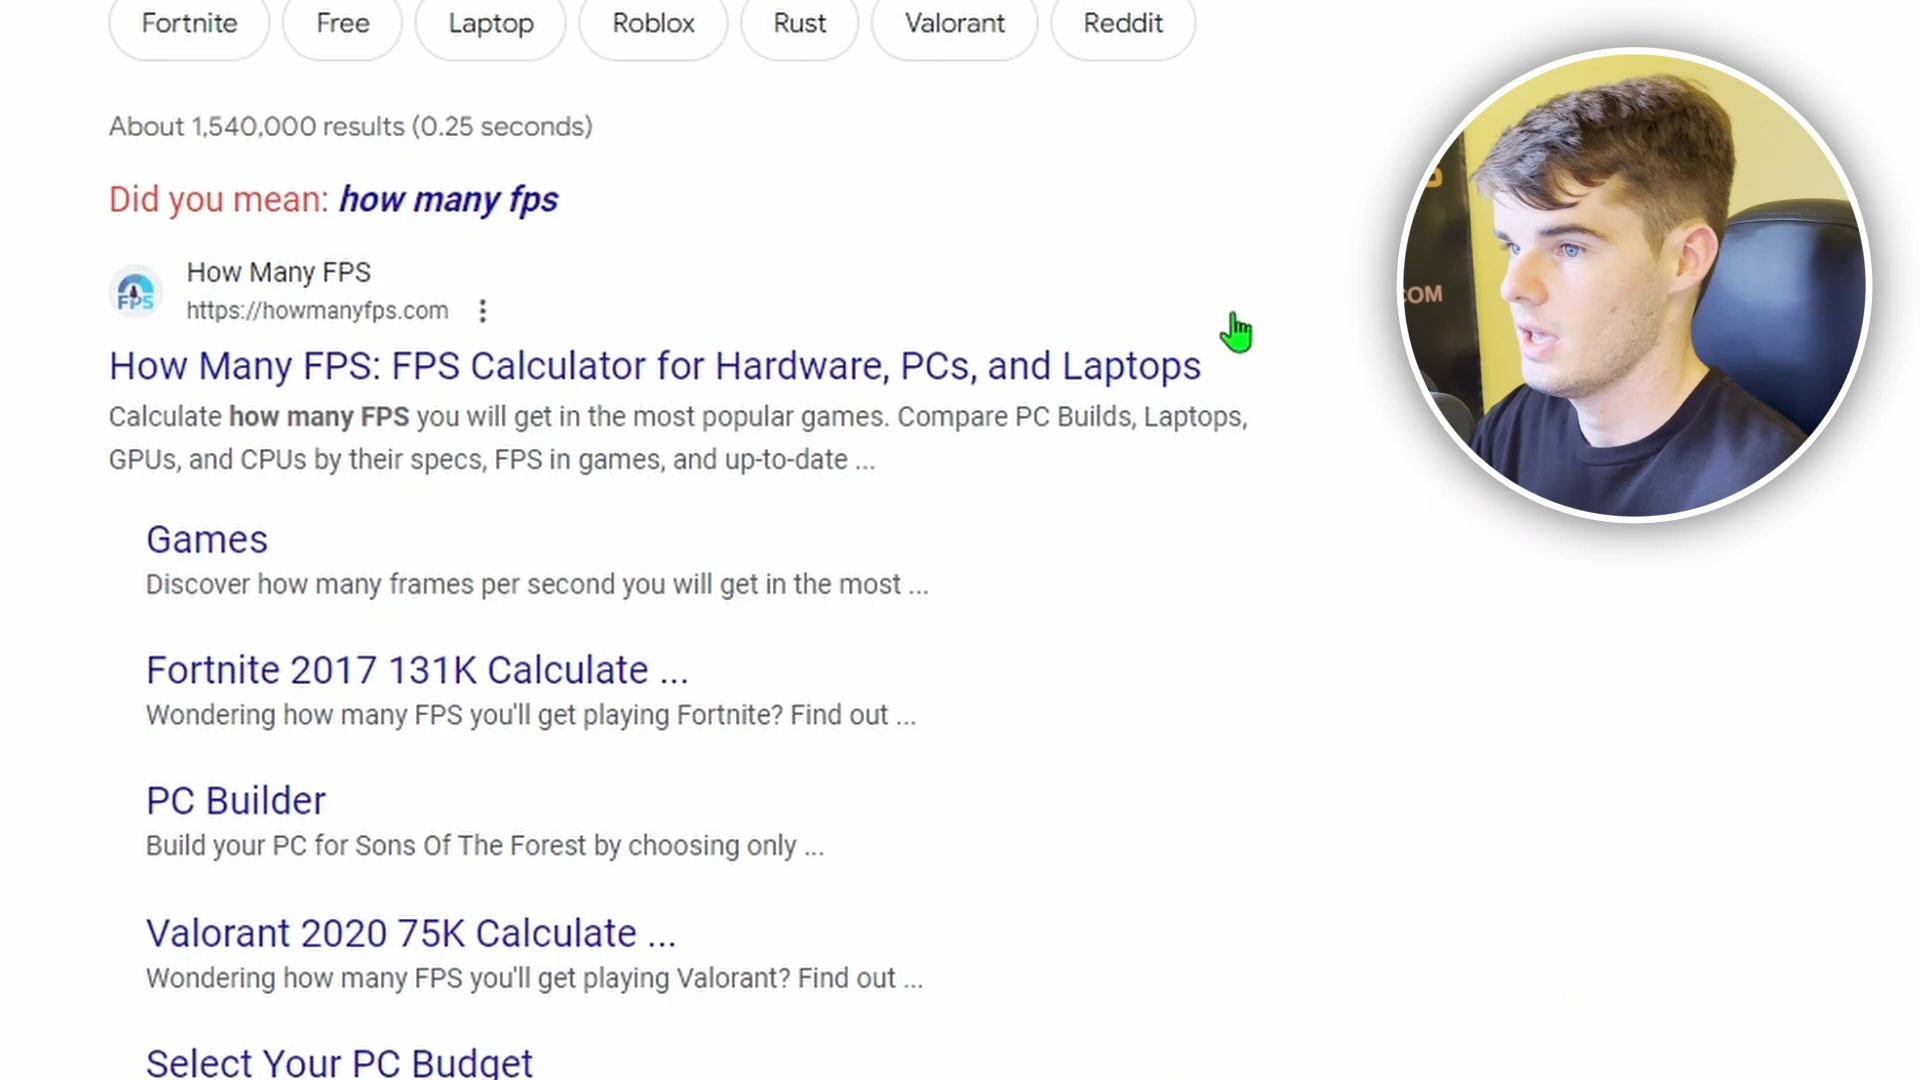 Fortnite
Free
Laptop
Roblox
Rust
Valorant
Reddit
About 1,540,000 results (0.25 seconds)
Did you mean: how many fps
How Many FPS
FPS
https://howmanyfps.com
How Many FPS: FPS Calculator for Hardware, PCs, and Laptops
Calculate how many FPS you will get in the most popular games. Compare PC Builds, Laptops,
GPUs, and CPUs by their specs, FPS in games, and up-to-date ...
Games
Discover how many frames per second you will get in the most ...
Fortnite 2017 131K Calculate ...
Wondering how many FPS you'll get playing Fortnite? Find out ...
PC Builder
Build your PC for Sons Of The Forest by choosing only ...
Valorant 2020 75K Calculate ...
Wondering how many FPS you'll get playing Valorant? Find out ...
Select Your PC Budget
COM